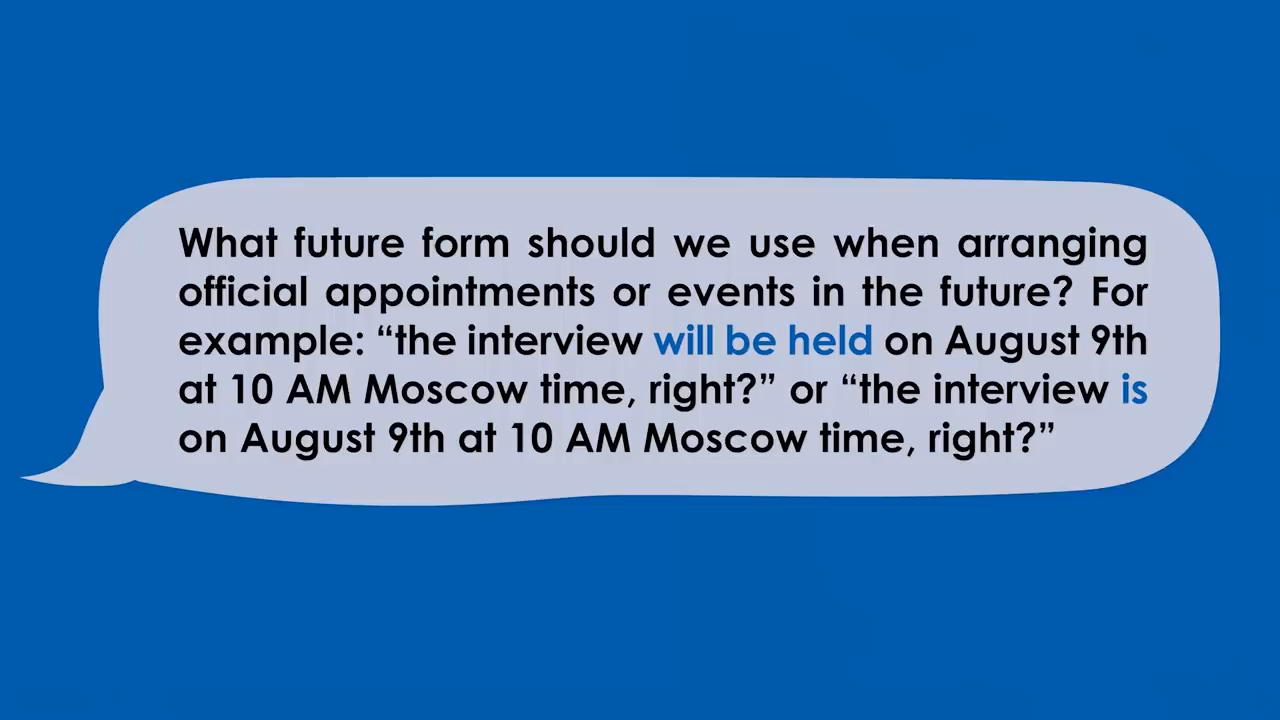 What future form should we use when arranging
official appointments or events in the future? For
example: “the interview will be held on August 9th
at 10 AM Moscow time, right?” or “the interview is
on August 9th at 10 AM Moscow time, right?”